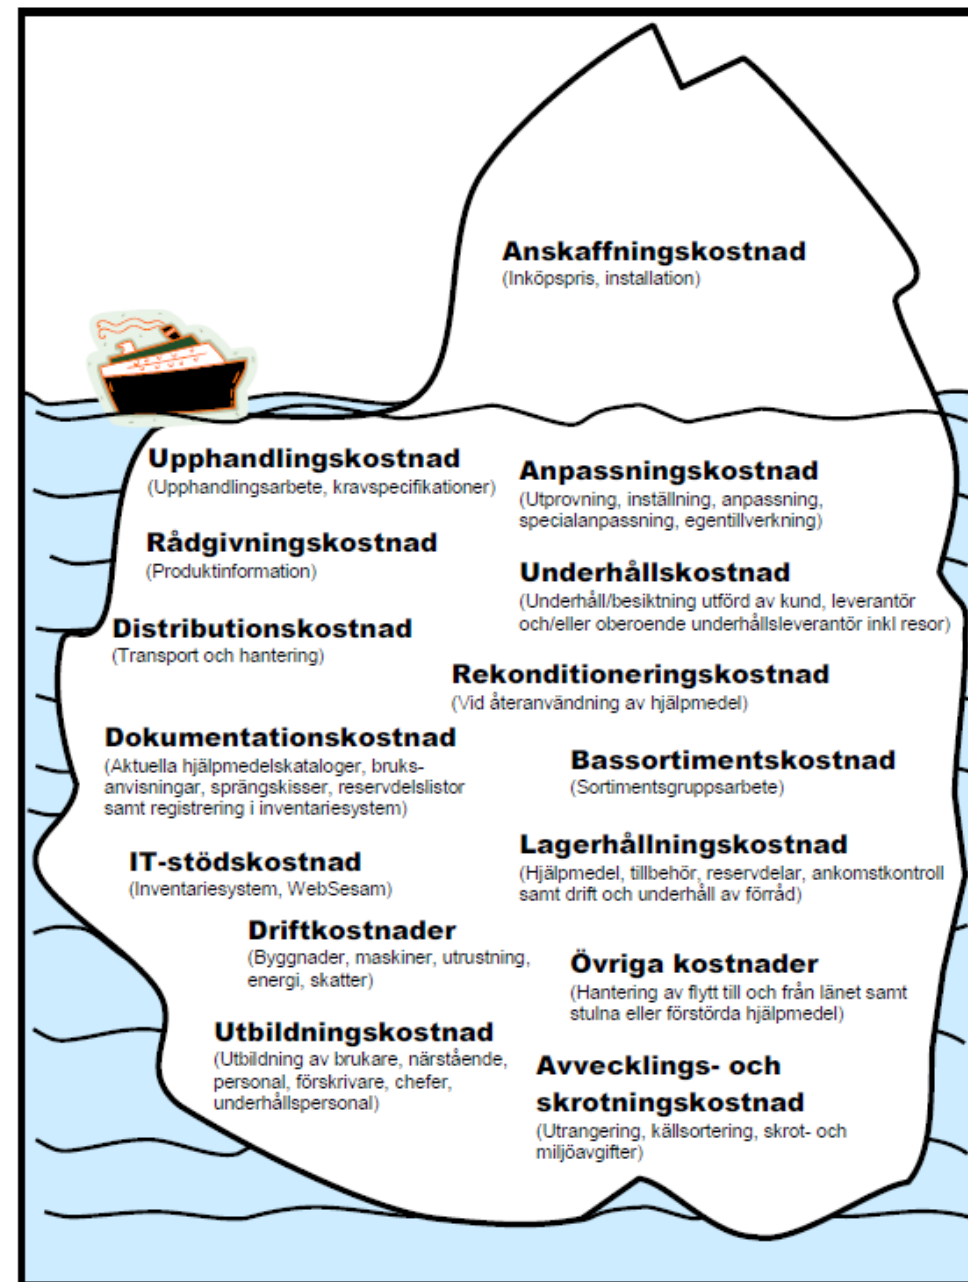 Anskaffningskostnad
(Inköpspris, installation)
Upphandlingskostnad
(Upphandlingsarbete, kravspecifikationer)
Rådgivningskostnad
(Produktinformation)
Distributionskostnad
(Transport och hantering)
Dokumentationskostnad
(Aktuella hjälpmedelskataloger, bruks-
anvisningar, sprängskisser, reservdelslistor
samt registrering i inventariesystem)
IT-stödskostnad
(Inventariesystem, WebSesam)
Driftkostnader
(Byggnader, maskiner, utrustning,
energi, skatter)
Utbildningskostnad
(Utbildning av brukare, närstående,
personal, förskrivare, chefer,
underhållspersonal)
Anpassningskostnad
(Utprovning, inställning, anpassning,
specialanpassning, egentillverkning)
Underhållskostnad
(Underhåll/besiktning utförd av kund, leverantör
och/eller oberoende underhållsleverantör inkl resor)
Rekonditioneringskostnad
(Vid återanvändning av hjälpmedel)
Bassortimentskostnad
(Sortimentsgruppsarbete)
Lagerhållningskostnad
(Hjälpmedel, tillbehör, reservdelar, ankomstkontroll
samt drift och underhåll av förråd)
Övriga kostnader
(Hantering av flytt till och från länet samt
stulna eller förstörda hjälpmedel)
Avvecklings- och
skrotningskostnad
(Utrangering, källsortering, skrot- och
miljöavgifter)